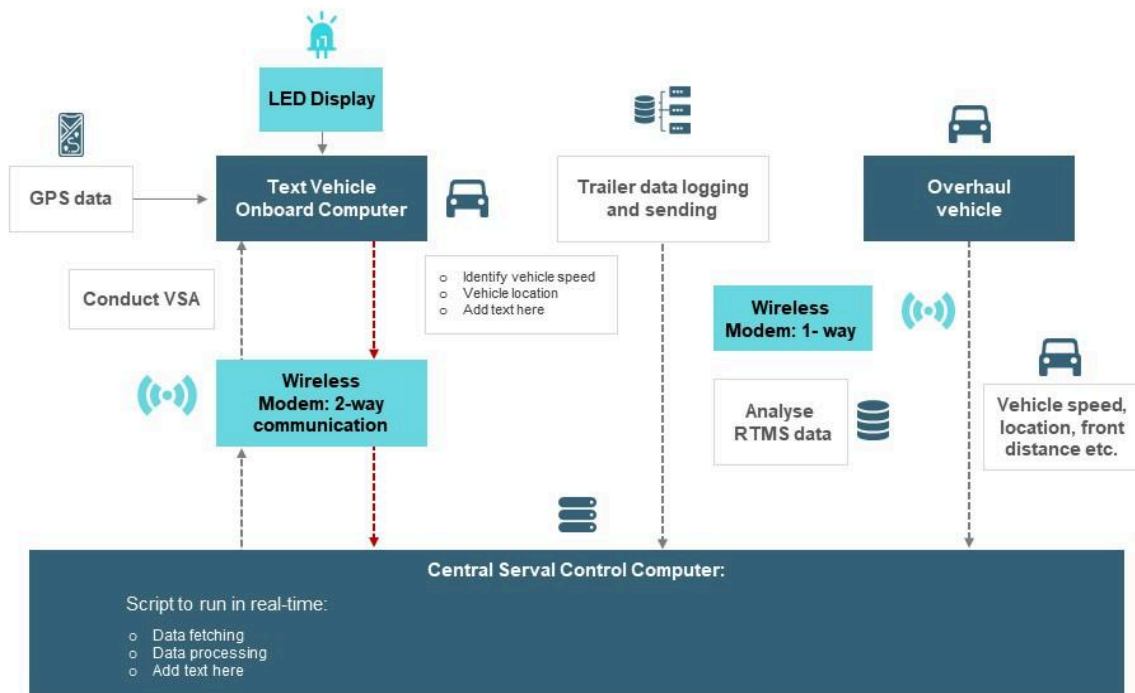 LED Display
GPS data
Text Vehicle
Onboard Computer
Trailer data logging
and sending
Overhaul
vehicle
Conduct VSA
o Identify vehicle speed
o Vehicle location
o Add text here
Wireless
Modem: 1- way
Wireless
Modem: 2-way
communication
Analyse
RTMS data
Vehicle speed,
location, front
distance etc.
Central Serval Control Computer:
Script to run in real-time:
o Data fetching
o Data processing
o Add text here